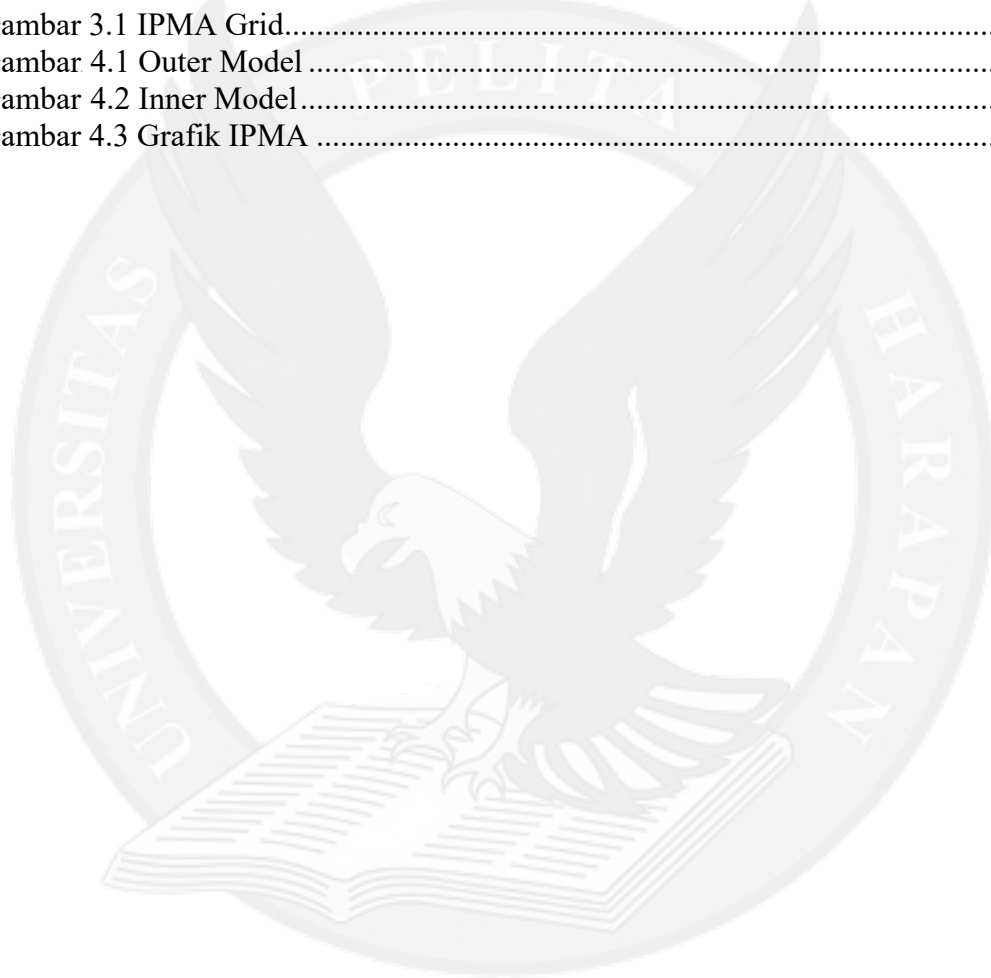 ambar 3.1 IPMA Grid......................................................................................
ambar 4.1 Outer Model ...................................................................................
ambar 4.2 Inner Model....................................................................................
ambar 4.3 Grafik IPMA ..................................................................................
UNIVERSITAS PELITA HARAPAN